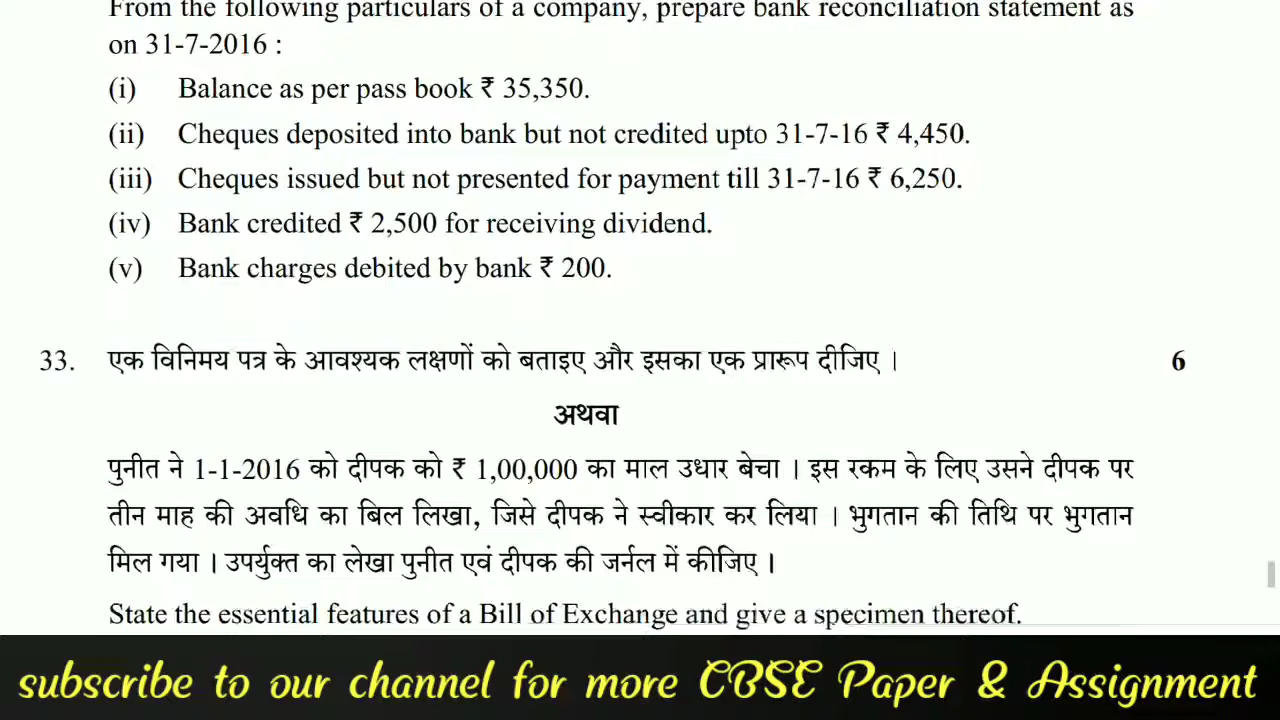 From the following particulars of a company, prepare bank reconciliation statement as
on 31-7-2016 :
(i) Balance as per pass book ₹ 35,350.
(ii) Cheques deposited into bank but not credited upto 31-7-16 ₹ 4,450.
(iii) Cheques issued but not presented for payment till 31-7-16 ₹ 6,250.
(iv) Bank credited ₹ 2,500 for receiving dividend.
(v) Bank charges debited by bank ₹ 200.
33. एक विनिमय पत्र के आवश्यक लक्षणों को बताइए और इसका एक प्रारूप दीजिए । 6
अथवा
पुनीत ने 1-1-2016 को दीपक को ₹ 1,00,000 का माल उधार बेचा । इस रकम के लिए उसने दीपक पर
तीन माह की अवधि का बिल लिखा, जिसे दीपक ने स्वीकार कर लिया । भुगतान की तिथि पर भुगतान
मिल गया । उपर्युक्त का लेखा पुनीत एवं दीपक की जर्नल में कीजिए ।
State the essential features of a Bill of Exchange and give a specimen thereof.
subscribe to our channel for more CBSE Paper & Assignment